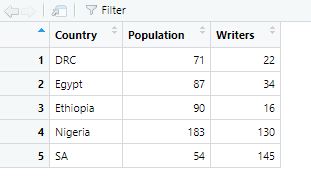 Filter
Country Population Writers
1 DRC 71 22
2 Egypt 87 34
3 Ethiopia 90 16
4 Nigeria 183 130
5 SA 54 145